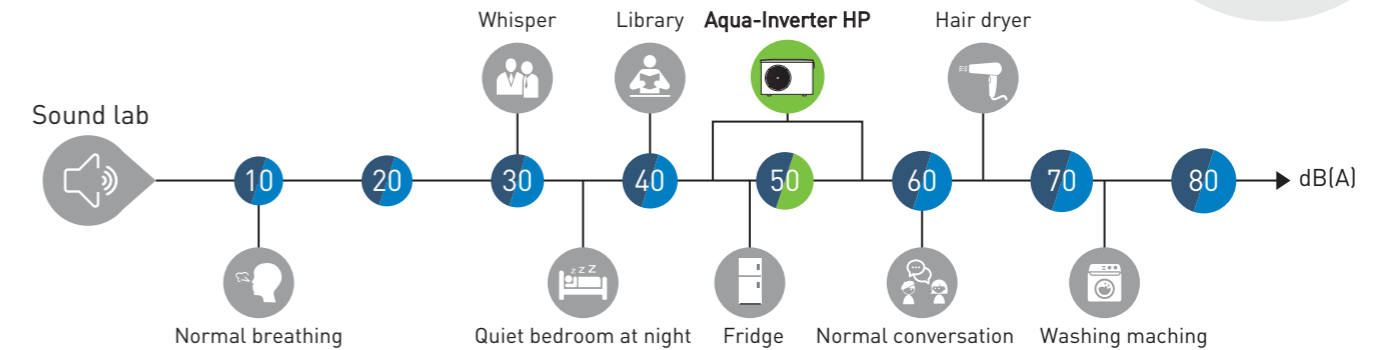 Whisper
Library
Aqua-Inverter HP
Hair dryer
Sound lab
10
20
30
40
50
60
70
80
dB(A)
z z Z
Normal breathing
Quiet bedroom at night
Fridge
Normal conversation
Washing maching